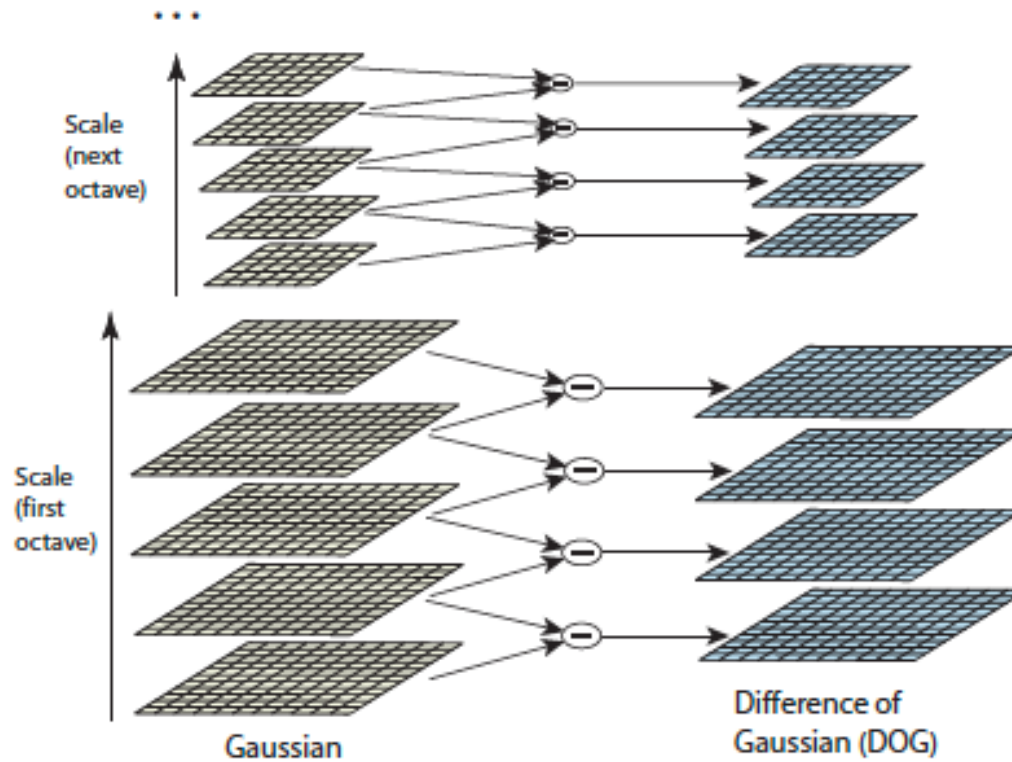 ...
Scale
(next
octave)
Scale
(first
octave)
Gaussian
Difference of
Gaussian (DOG)